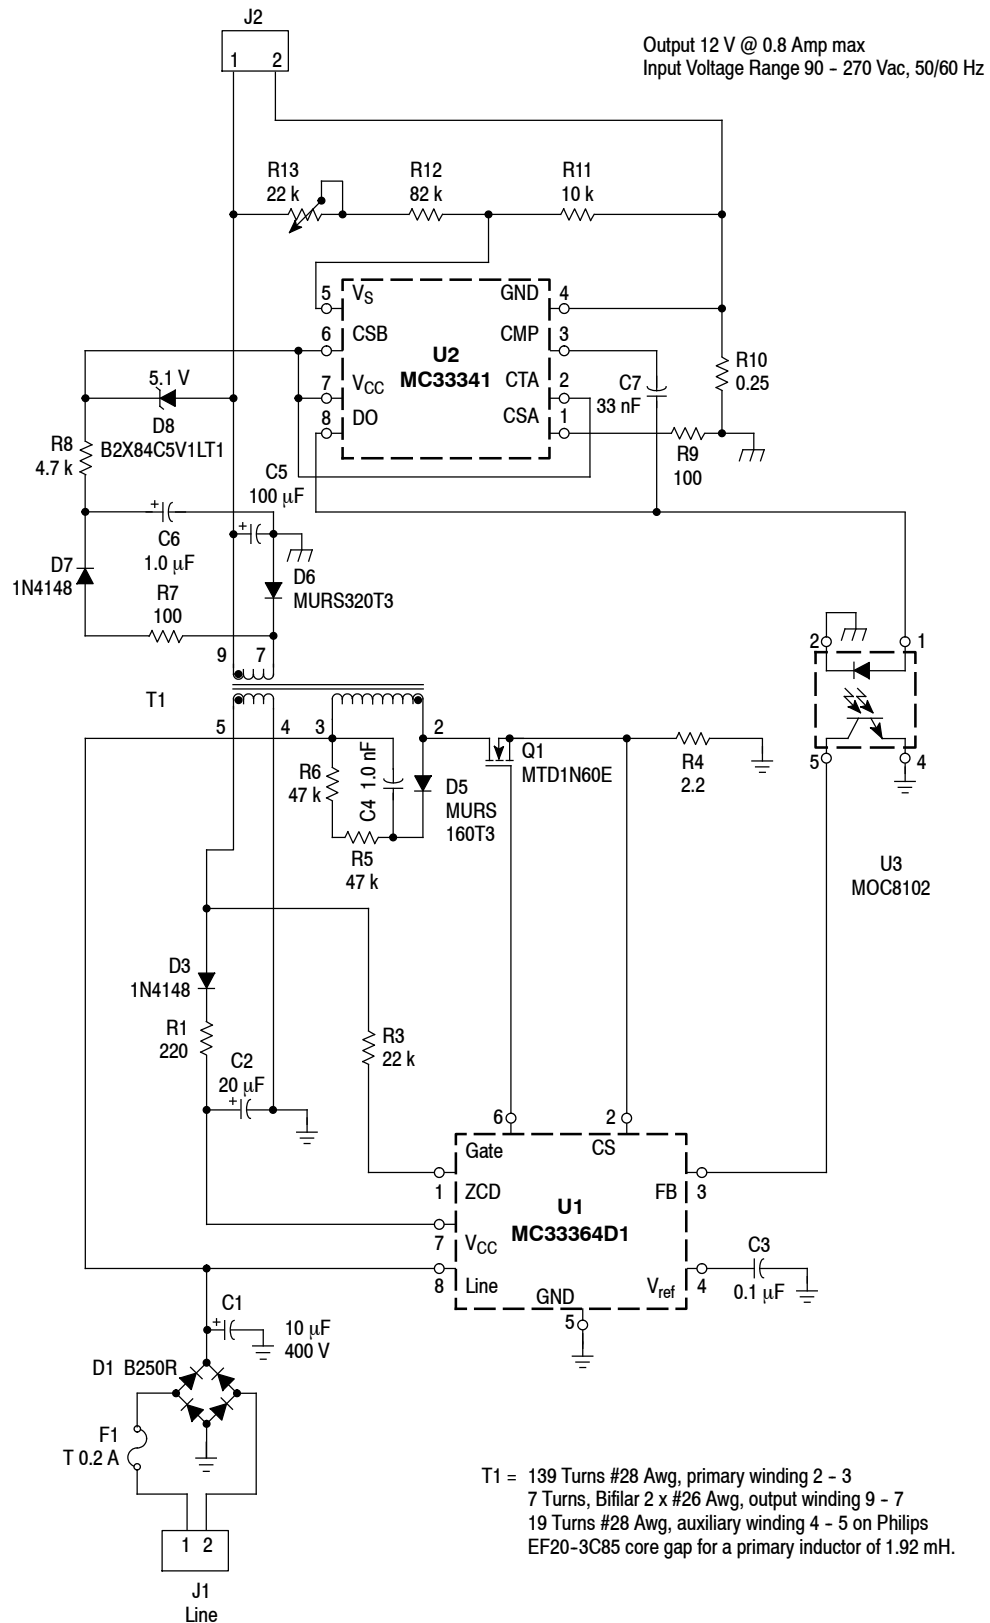 J2
1 2
Output 12 V @ 0.8 Amp max
Input Voltage Range 90 - 270 Vac, 50/60 Hz
R13
22 k
R12
82 k
R11
10 k
5
VS
GND
4
6
CSB
CMP
3
U2
MC33341
7
VCC
CTA
2
8
DO
CSA
1
C7
33 nF
R10
0.25
R9
100
5.1 V
D8
B2X84C5V1LT1
R8
4.7 k
C5
100 µF
+
+
C6
1.0 µF
D7
1N4148
R7
100
D6
MURS320T3
9 7
T1
5 4 3 2
R6
47 k
C4 1.0 nF
D5
MURS
160T3
R5
47 k
Q1
MTD1N60E
R4
2.2
2 1
5 4
U3
MOC8102
D3
1N4148
R1
220
C2
20 µF
+
R3
22 k
6 2
Gate
CS
1
ZCD
FB
3
U1
MC33364D1
7
VCC
8
Line
Vref
4
GND
5
C3
0.1 µF
C1
+
10 µF
400 V
D1 B250R
F1
T 0.2 A
1 2
J1
Line
T1 = 139 Turns #28 Awg, primary winding 2 - 3
7 Turns, Bifilar 2 x #26 Awg, output winding 9 - 7
19 Turns #28 Awg, auxiliary winding 4 - 5 on Philips
EF20-3C85 core gap for a primary inductor of 1.92 mH.